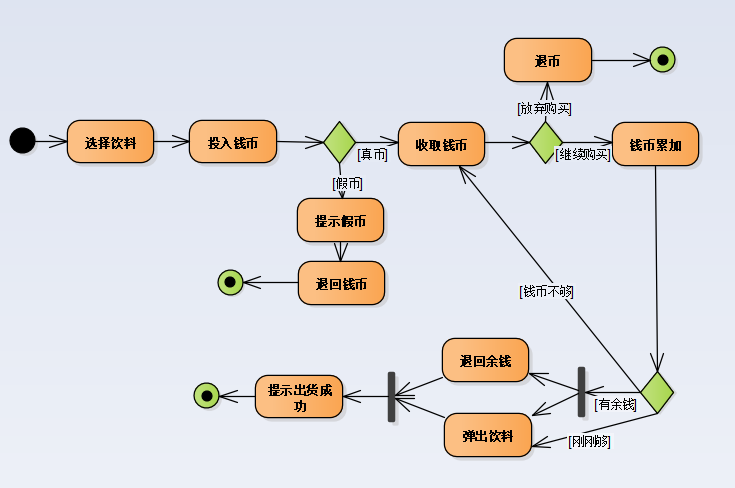 退币
[放弃购买]
选择饮料
投入钱币
[真币]
收取钱币
[继续购买]
钱币累加
[假币]
提示假币
退回钱币
[钱币不够]
退回余钱
提示出货成
功
[有余钱]
弹出饮料
[刚刚够]